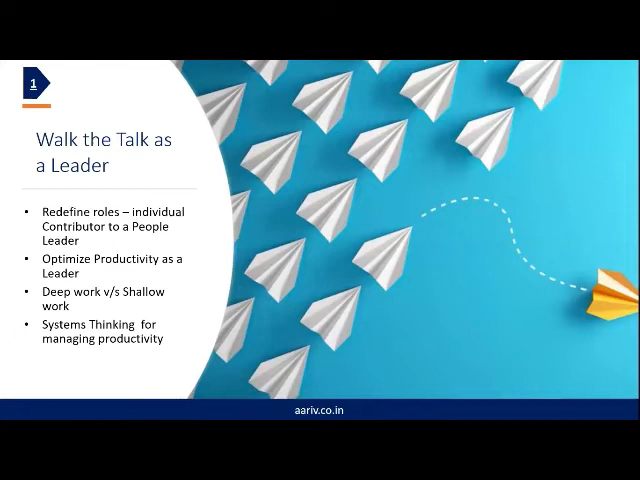 1
Walk the Talk as
a Leader
• Redefine roles – individual
Contributor to a People
Leader
• Optimize Productivity as a
Leader
• Deep work v/s Shallow
work
• Systems Thinking for
managing productivity
aariv.co.in